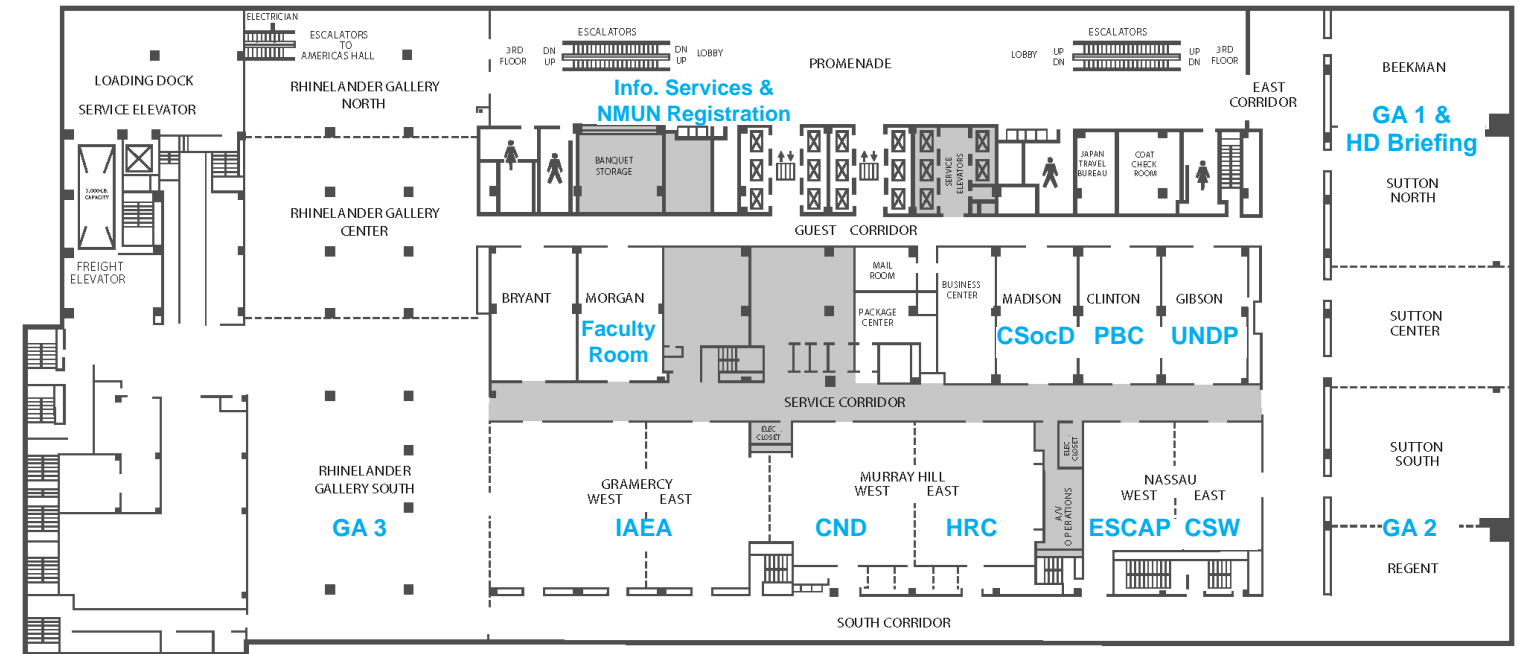 ELECTRICIAN
ESCALATORS
TO
AMERICAS HALL
LOADING DOCK
SERVICE ELEVATOR
RHINELANDER GALLERY
NORTH
3RD
FLOOR
DN
UP
ESCALATORS
DN
UP
LOBBY
PROMENADE
LOBBY
UP
DN
ESCALATORS
UP
DN
3RD
FLOOR
Info. Services &
NMUN Registration
EAST
CORRIDOR
BEEKMAN
GA 1 &
HD Briefing
BANQUET
STORAGE
SERVICE
ELEVATORS
JAPAN
TRAVEL
BUREAU
COAT
CHECK
ROOM
SUTTON
NORTH
3,000-LB.
CAPACITY
RHINELANDER GALLERY
CENTER
GUEST CORRIDOR
FREIGHT
ELEVATOR
BRYANT
MORGAN
Faculty
Room
MAIL
ROOM
PACKAGE
CENTER
BUSINESS
CENTER
MADISON
CSocD
CLINTON
PBC
GIBSON
UNDP
SUTTON
CENTER
SERVICE CORRIDOR
ELEC.
CLOSET
ELEC.
CLOSET
SUTTON
SOUTH
RHINELANDER
GALLERY SOUTH
GA 3
GRAMERCY
WEST EAST
IAEA
MURRAY HILL
WEST EAST
CND HRC
A/V
OPERATIONS
NASSAU
WEST EAST
ESCAP CSW
GA 2
REGENT
SOUTH CORRIDOR